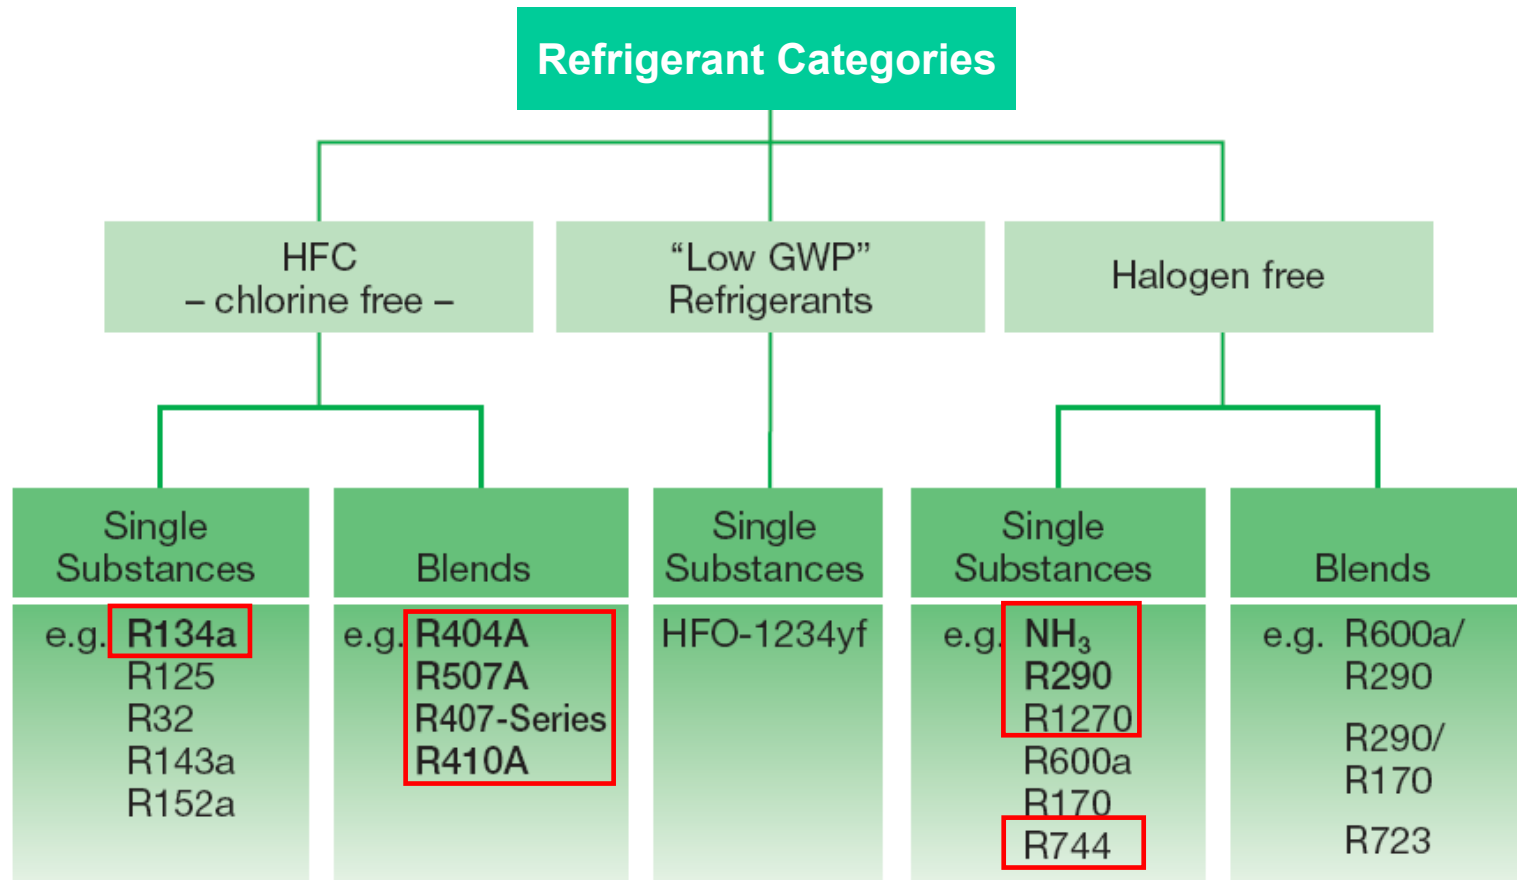 Refrigerant Categories
HFC
– chlorine free –
“Low GWP”
Refrigerants
Halogen free
Single
Substances
Blends
Single
Substances
Single
Substances
Blends
e.g. R134a
R125
R32
R143a
R152a
e.g. R404A
R507A
R407-Series
R410A
HFO-1234yf
e.g. NH₃
R290
R1270
R600a
R170
R744
e.g. R600a/
R290
R290/
R170
R723